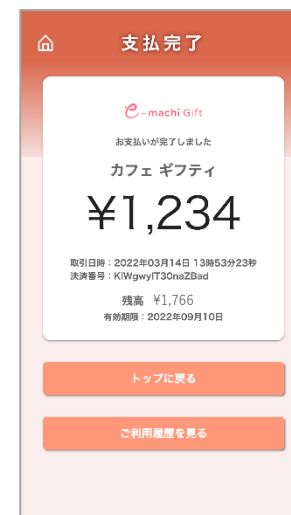 支払完了
e-machi Gift
お支払いが完了しました
カフェ ギフティ
¥1,234
取引日時：2022年03月14日 13時53分23秒
決済番号：KlWgwylT30naZBad
残高 ¥1,766
有効期限：2022年09月10日
トップに戻る
ご利用履歴を見る